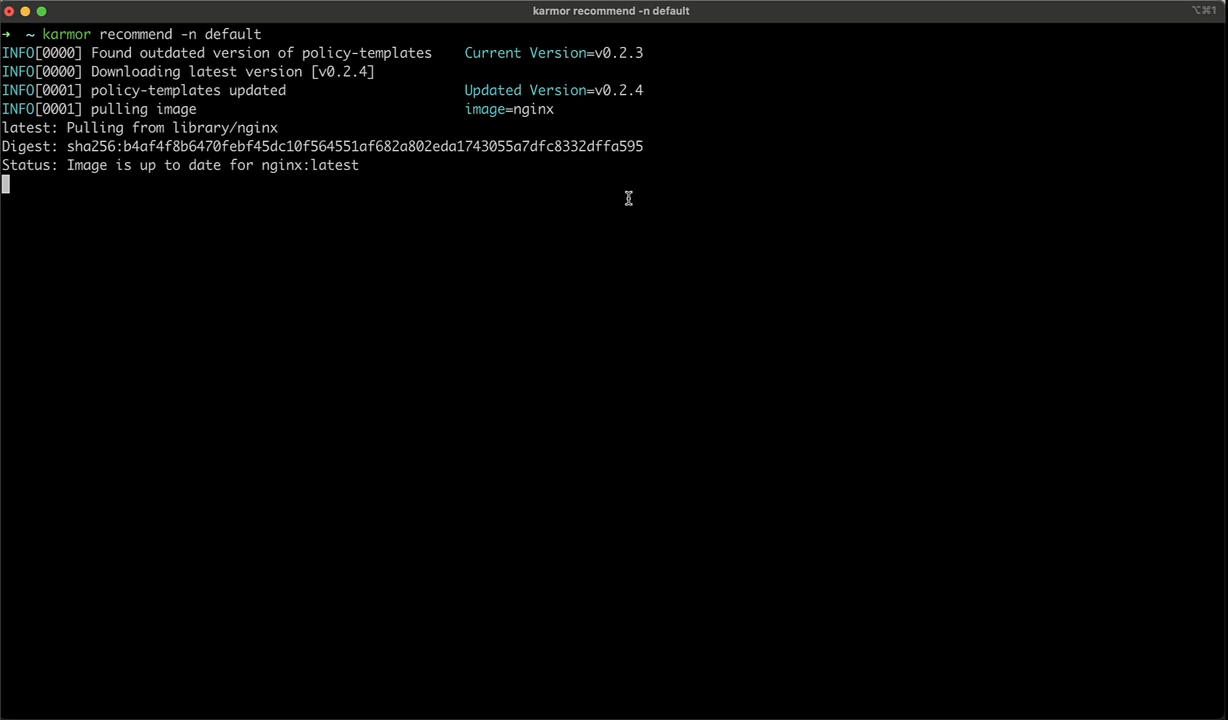 karmor recommend -n default
⌥⌘1
➜ ~ karmor recommend -n default
INFO[0000] Found outdated version of policy-templates Current Version=v0.2.3
INFO[0000] Downloading latest version [v0.2.4]
INFO[0001] policy-templates updated Updated Version=v0.2.4
INFO[0001] pulling image image=nginx
latest: Pulling from library/nginx
Digest: sha256:b4af4f8b6470febf45dc10f564551af682a802eda1743055a7dfc8332dffa595
Status: Image is up to date for nginx:latest